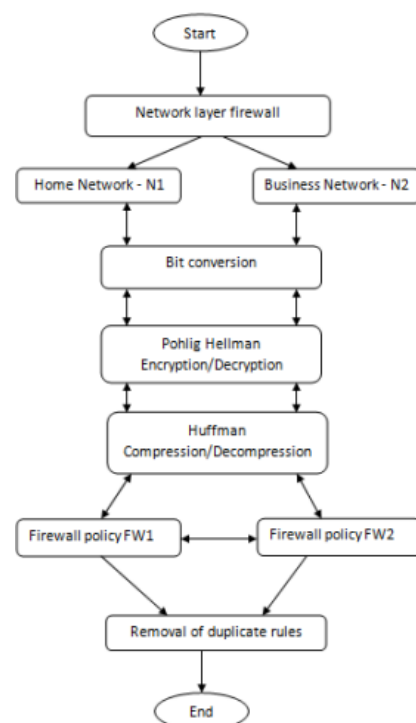 Start
Network layer firewall
Home Network - N1
Business Network - N2
Bit conversion
Pohlig Hellman
Encryption/Decryption
Huffman
Compression/Decompression
Firewall policy FW1
Firewall policy FW2
Removal of duplicate rules
End